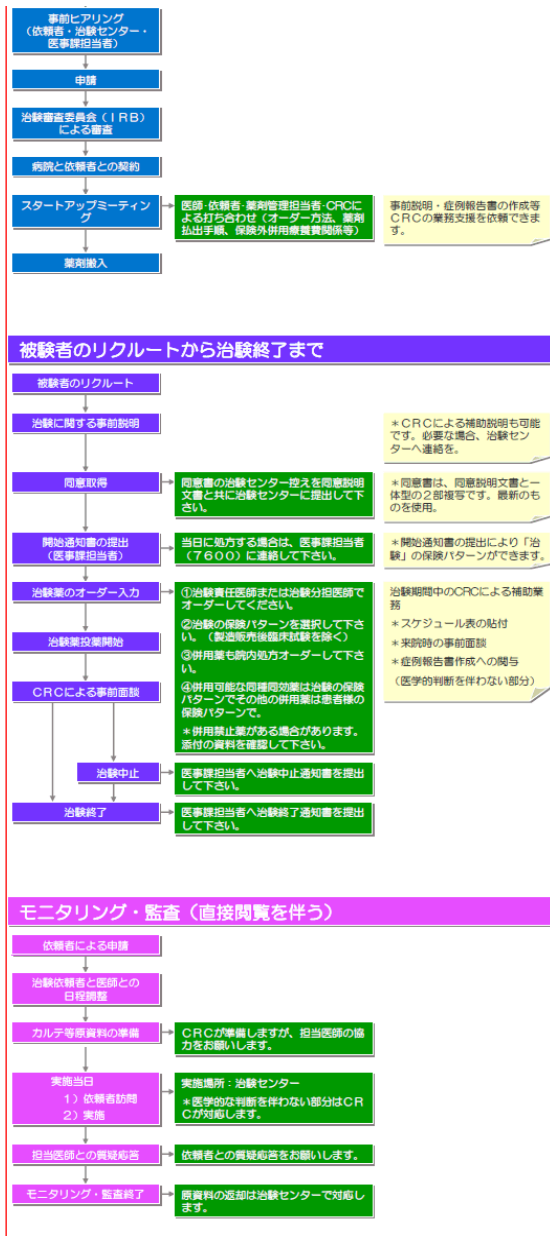 事前ヒアリング
(依頼者・治験センター・
医事課担当者)
申請
治験審査委員会(IRB)
による審査
病院と依頼者との契約
スタートアップミーティン
グ
医師・依頼者・薬剤管理担当者・CRCに
よる打ち合わせ(オーダー方法、薬剤
払出手順、保険外併用療養費関係等)
事前説明・症例報告書の作成等
CRCの業務支援を依頼できま
す。
薬剤搬入
被験者のリクルートから治験終了まで
被験者のリクルート
治験に関する事前説明
*CRCによる補助説明も可能
です。必要な場合、治験セン
ターへ連絡を。
同意取得
同意書の治験センター控えを同意説明
文書と共に治験センターに提出して下
さい。
*同意書は、同意説明文書と一
体型の2部複写です。最新のも
のを使用。
開始通知書の提出
(医事課担当者)
当日に処方する場合は、医事課担当者
(7600)に連絡して下さい。
*開始通知書の提出により「治
験」の保険パターンができます。
治験薬のオーダー入力
①治験責任医師または治験分担医師で
オーダーしてください。
②治験の保険パターンを選択して下さ
い。(製造販売後臨床試験を除く)
③併用薬も院内処方オーダーして下さ
い。
④併用可能な同種同効薬は治験の保険
パターンでその他の併用薬は患者様の
保険パターンで。
*併用禁止薬がある場合があります。
添付の資料を確認して下さい。
治験期間中のCRCによる補助業
務
*スケジュール表の貼付
*来院時の事前面談
*症例報告書作成への関与
(医学的判断を伴わない部分)
治験薬投薬開始
CRCによる事前面談
治験中止
医事課担当者へ治験中止通知書を提出
して下さい。
治験終了
医事課担当者へ治験終了通知書を提出
して下さい。
モニタリング・監査(直接閲覧を伴う)
依頼者による申請
治験依頼者と医師との
日程調整
カルテ等原資料の準備
CRCが準備しますが、担当医師の協
力をお願いします。
実施当日
1)依頼者訪問
2)実施
実施場所:治験センター
*医学的な判断を伴わない部分はCR
Cが対応します。
担当医師との質疑応答
依頼者との質疑応答をお願いします。
モニタリング・監査終了
原資料の返却は治験センターで対応し
ます。